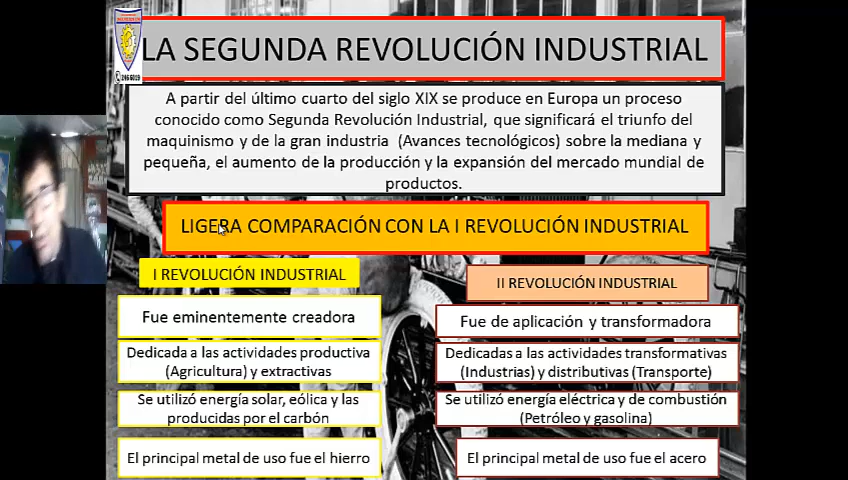 LA SEGUNDA REVOLUCIÓN INDUSTRIAL
246 6019
A partir del último cuarto del siglo XIX se produce en Europa un proceso
conocido como Segunda Revolución Industrial, que significará el triunfo del
maquinismo y de la gran industria (Avances tecnológicos) sobre la mediana y
pequeña, el aumento de la producción y la expansión del mercado mundial de
productos.
LIGERA COMPARACIÓN CON LA I REVOLUCIÓN INDUSTRIAL
I REVOLUCIÓN INDUSTRIAL
Fue eminentemente creadora
Dedicada a las actividades productiva
(Agricultura) y extractivas
Se utilizó energía solar, eólica y las
producidas por el carbón
El principal metal de uso fue el hierro
II REVOLUCIÓN INDUSTRIAL
Fue de aplicación y transformadora
Dedicadas a las actividades transformativas
(Industrias) y distributivas (Transporte)
Se utilizó energía eléctrica y de combustión
(Petróleo y gasolina)
El principal metal de uso fue el acero